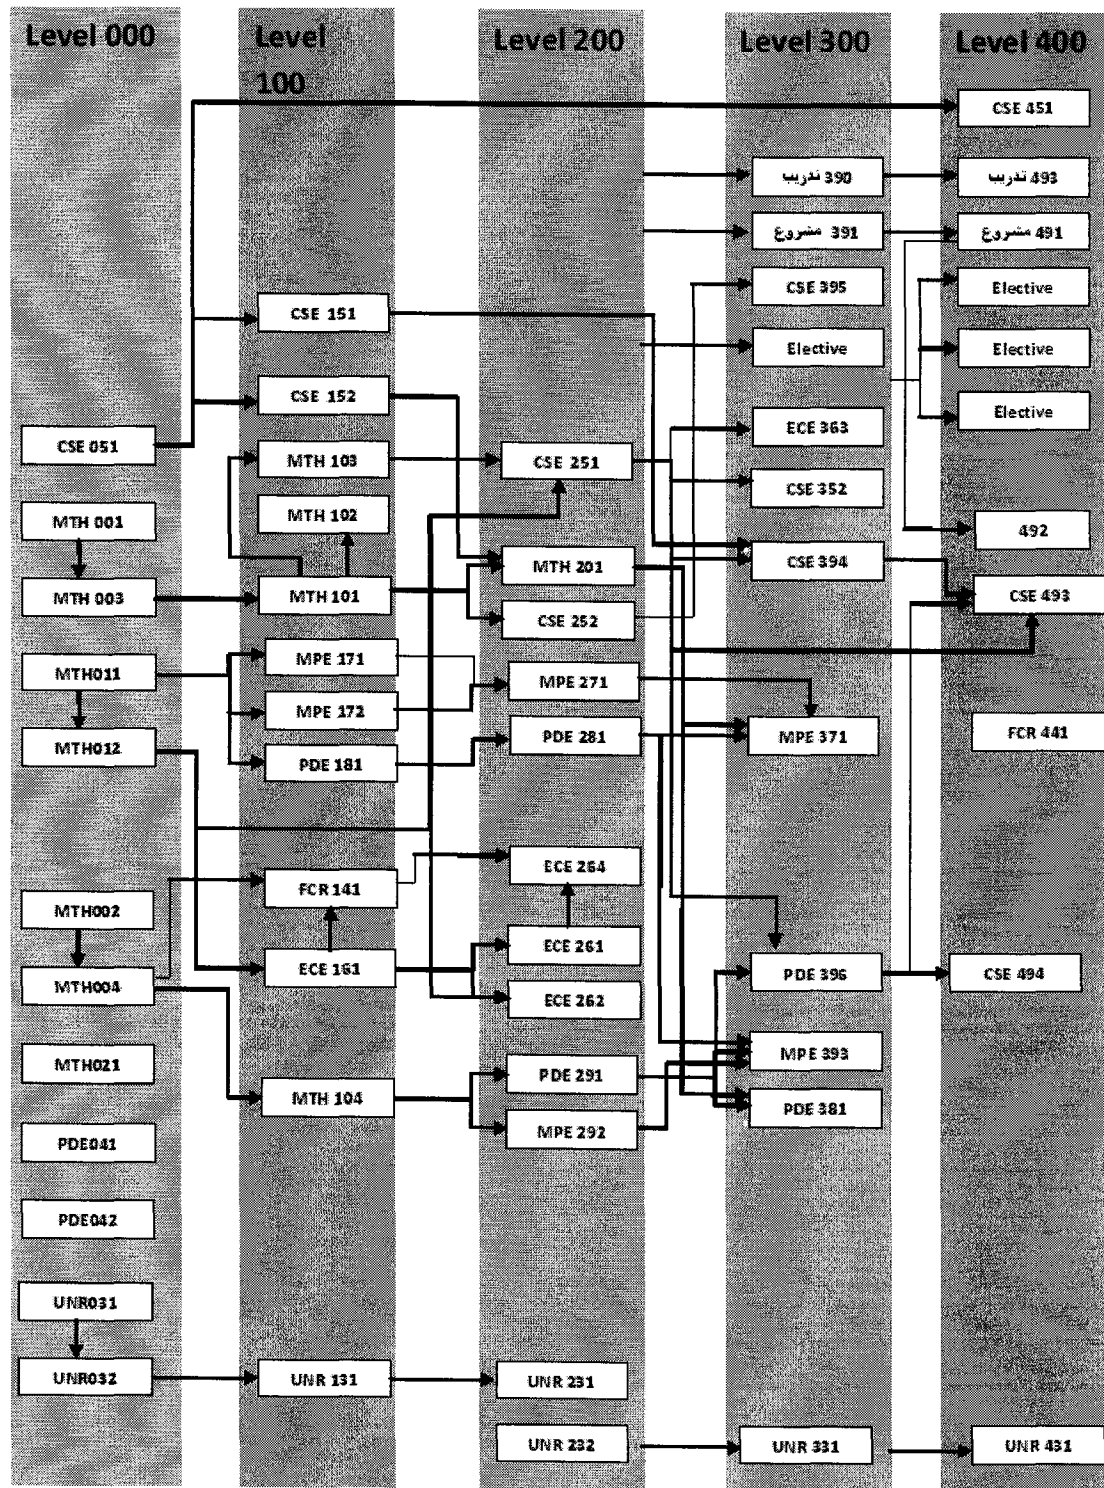 Level 000
Level
100
Level 200
Level 300
Level 400
CSE 051
MTH 001
MTH 003
MTH011
MTH012
MTH002
MTH004
MTH021
PDE041
PDE042
UNR031
UNR032
CSE 151
CSE 152
MTH 103
MTH 102
MTH 101
MPE 171
MPE 172
PDE 181
FCR 141
ECE 161
MTH 104
UNR 131
CSE 251
MTH 201
CSE 252
MPE 271
PDE 281
ECE 264
ECE 261
ECE 262
PDE 291
MPE 292
UNR 231
UNR 232
تدريب 390
مشروع 391
CSE 395
Elective
ECE 363
CSE 352
CSE 394
MPE 371
PDE 396
MPE 393
PDE 381
UNR 331
CSE 451
تدريب 493
مشروع 491
Elective
Elective
Elective
492
CSE 493
FCR 441
CSE 494
UNR 431